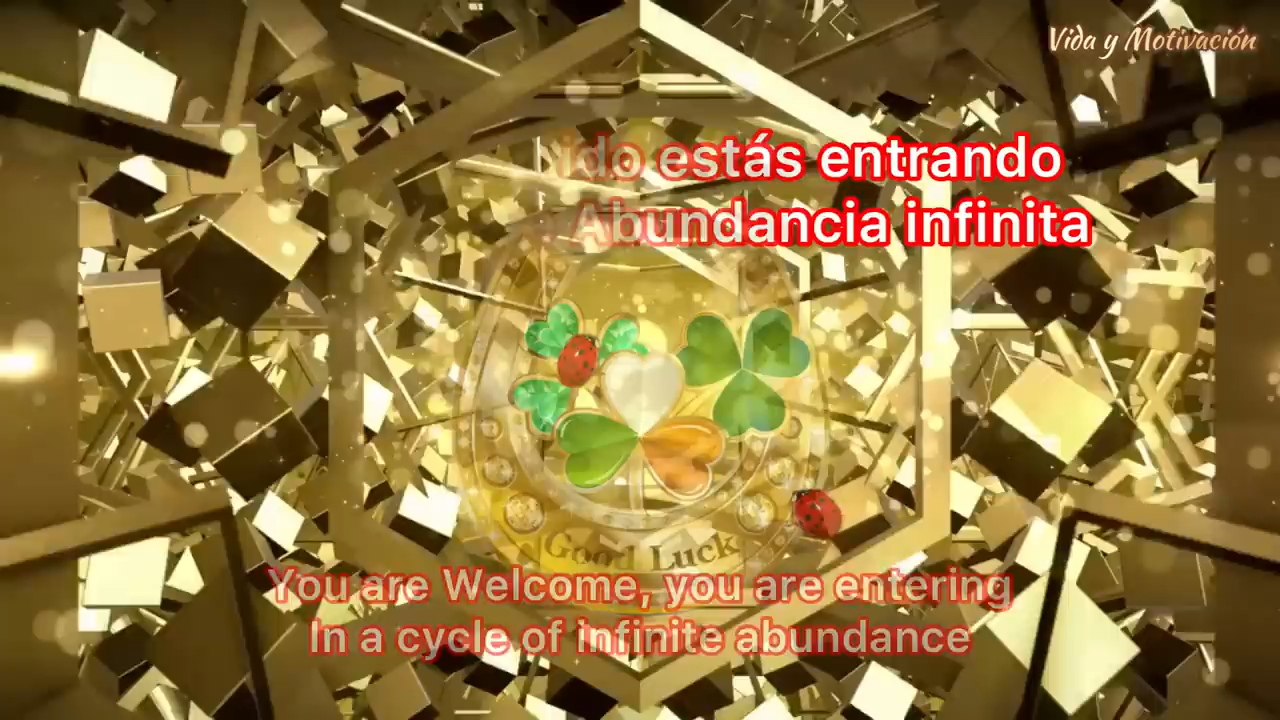 Vida y Motivación
ido estás entrando
Abundancia infinita
Good Luck
You are Welcome, you are entering
In a cycle of infinite abundance